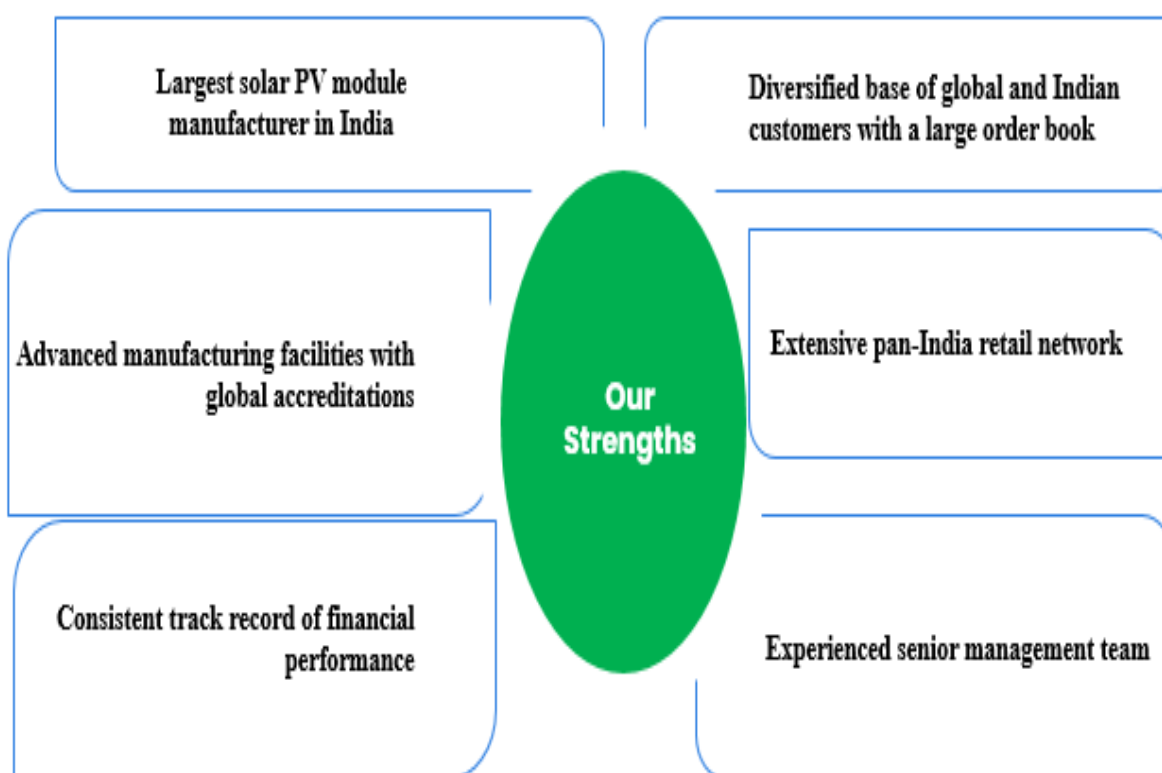 Largest solar PV module
manufacturer in India
Diversified base of global and Indian
customers with a large order book
Advanced manufacturing facilities with
global accreditations
Extensive pan-India retail network
Our
Strengths
Consistent track record of financial
performance
Experienced senior management team